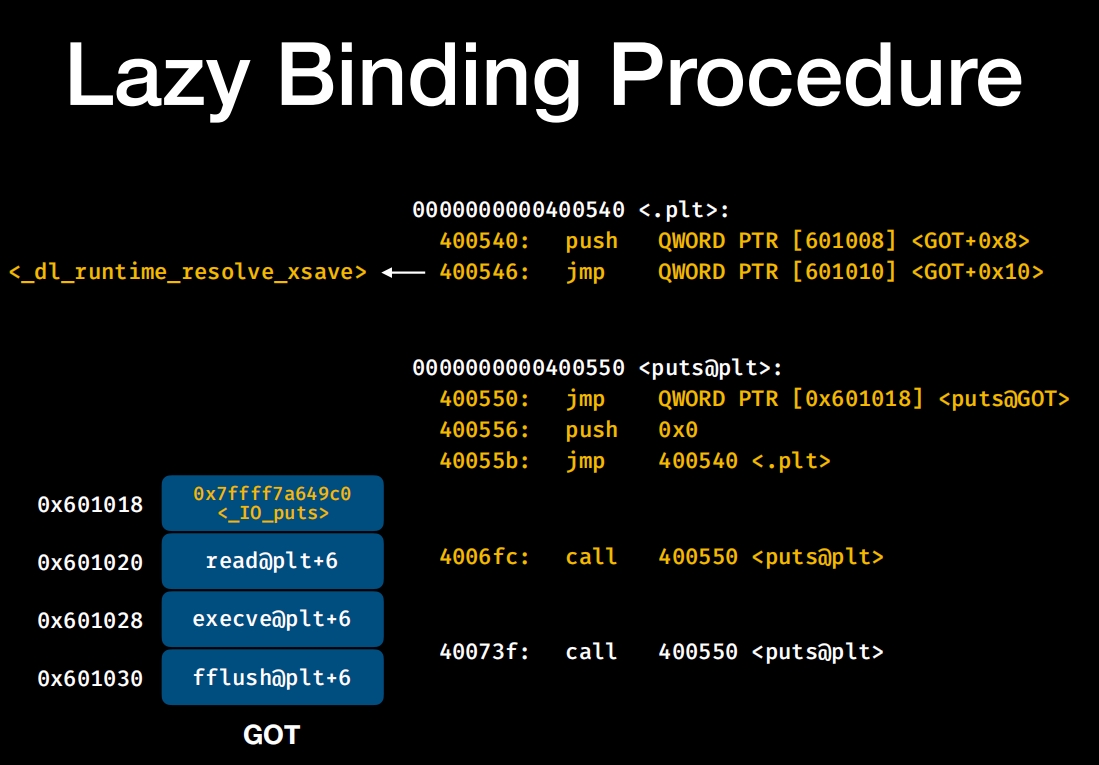 Lazy Binding Procedure
0000000000400540 <.plt>:
400540: push QWORD PTR [601008] <GOT+0x8>
<_dl_runtime_resolve_xsave> 400546: jmp QWORD PTR [601010] <GOT+0x10>
0000000000400550 <puts@plt>:
400550: jmp QWORD PTR [0x601018] <puts@GOT>
400556: push 0x0
40055b: jmp 400540 <.plt>
0x601018 0x7ffff7a649c0
<_IO_puts>
0x601020 read@plt+6
4006fc: call 400550 <puts@plt>
0x601028 execve@plt+6
40073f: call 400550 <puts@plt>
0x601030 fflush@plt+6
GOT